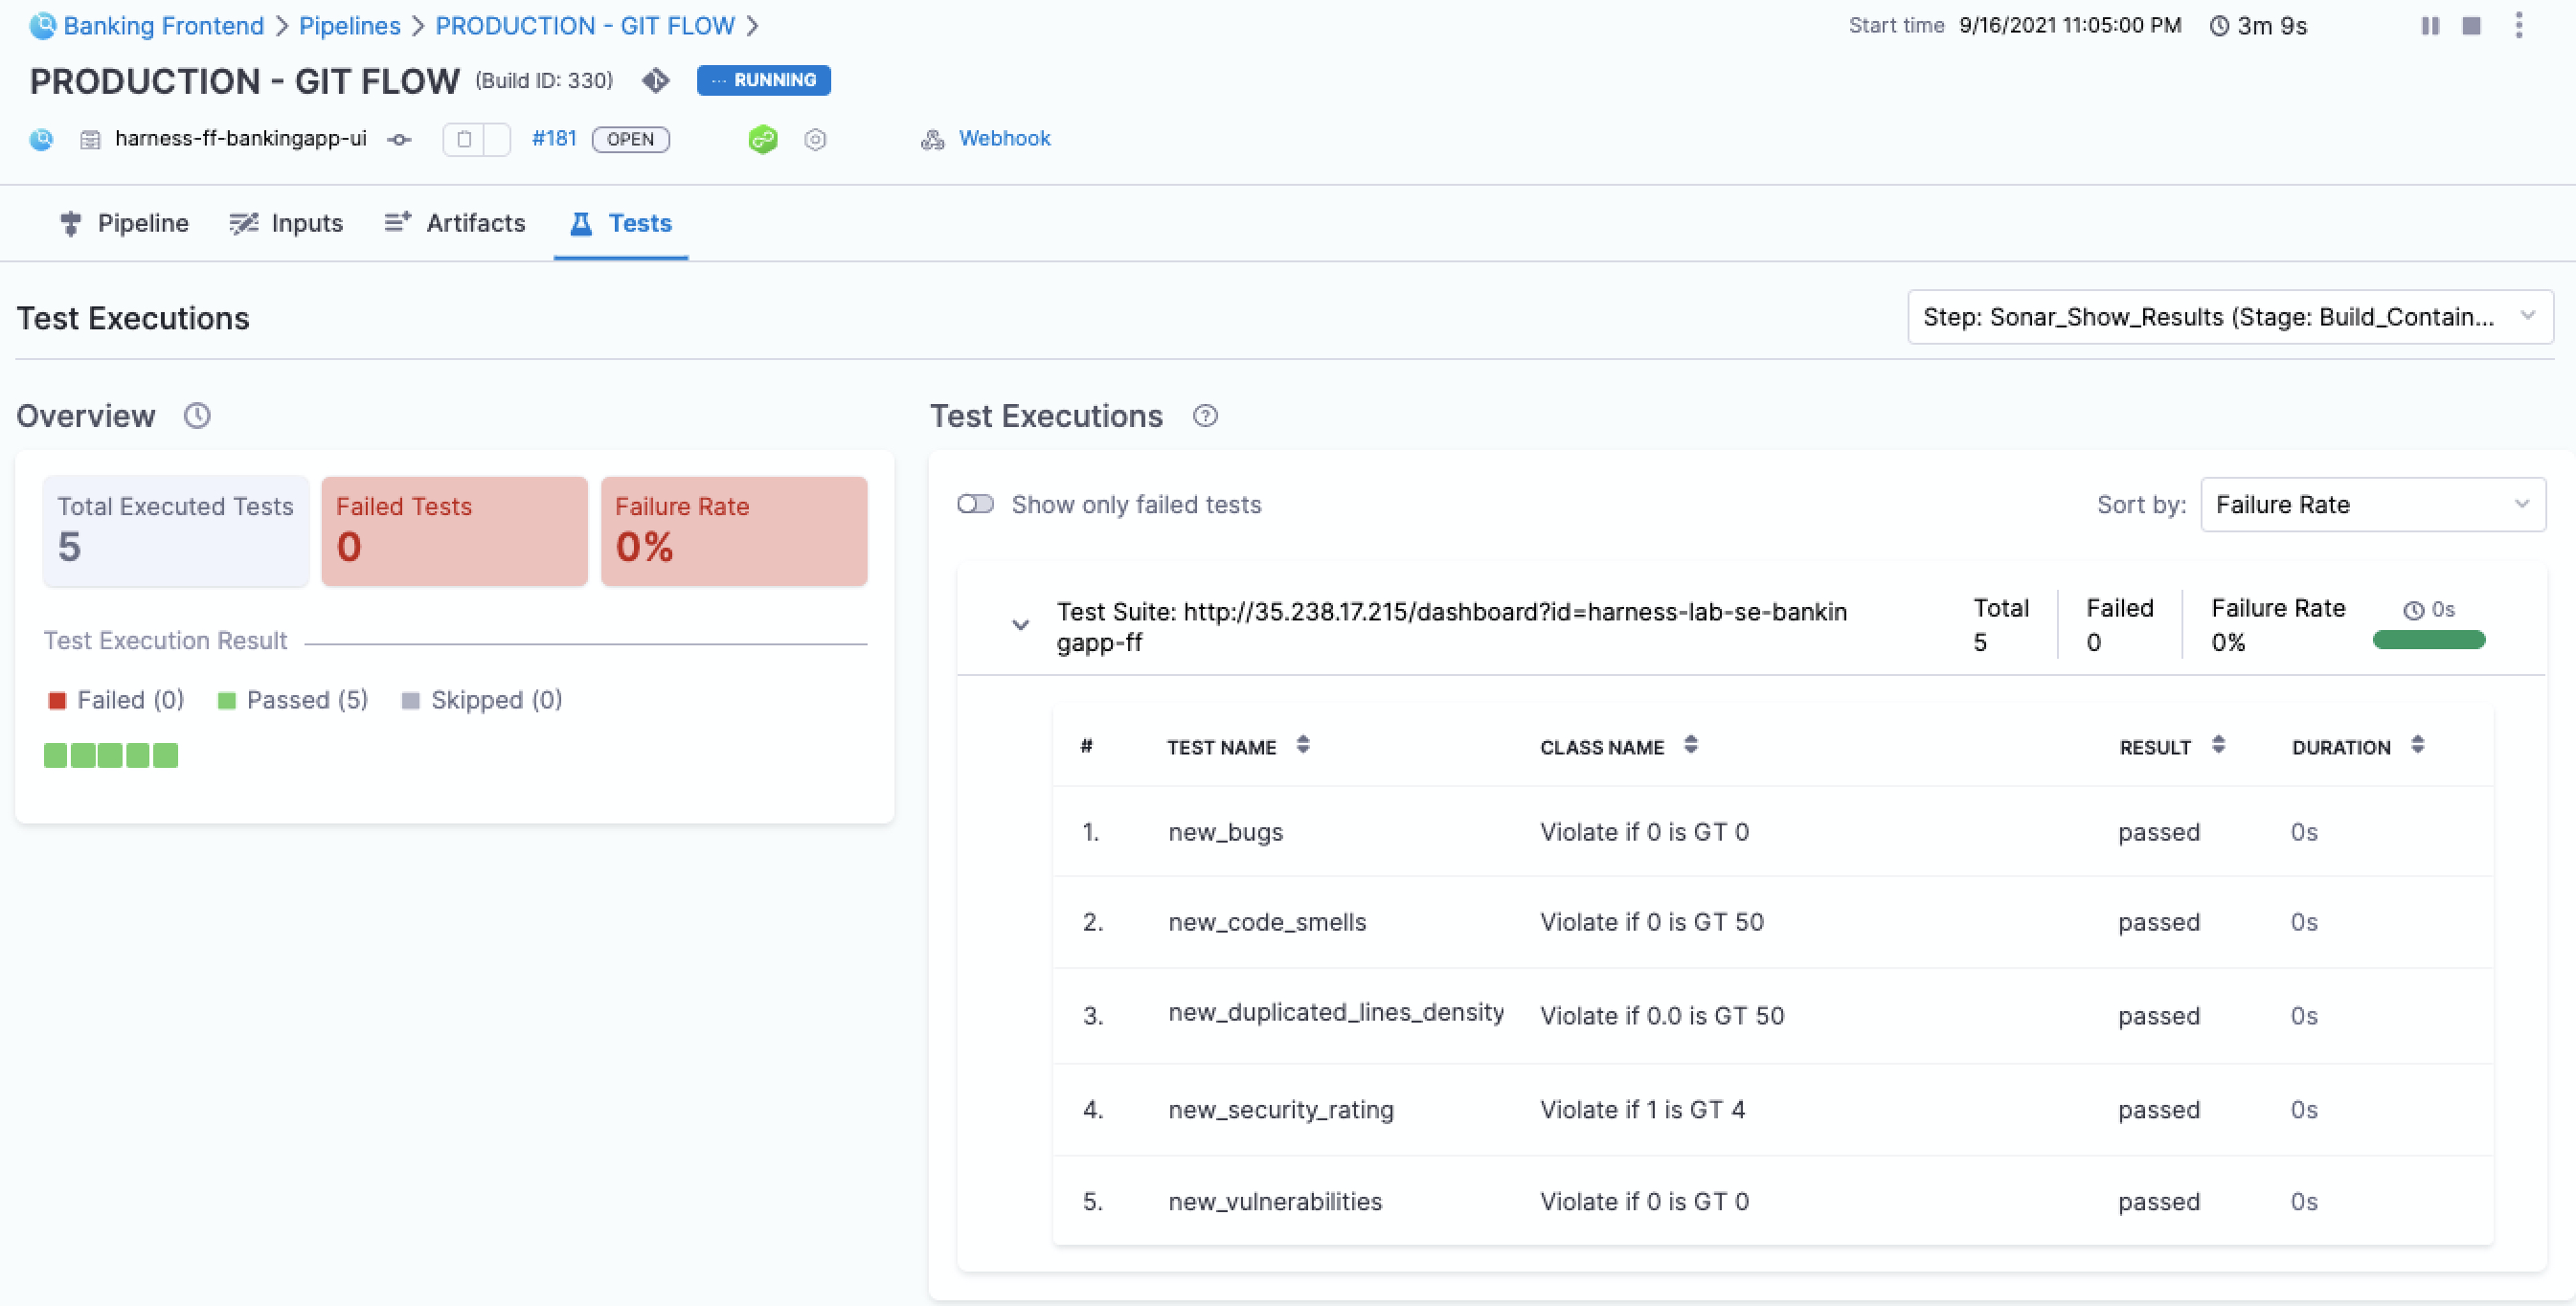 Banking Frontend > Pipelines > PRODUCTION - GIT FLOW >
Start time 9/16/2021 11:05:00 PM 3m 9s
PRODUCTION - GIT FLOW (Build ID: 330) ··· RUNNING
harness-ff-bankingapp-ui #181 OPEN Webhook
Pipeline Inputs Artifacts Tests
Test Executions
Step: Sonar_Show_Results (Stage: Build_Contain...
Overview
Total Executed Tests
5
Failed Tests
0
Failure Rate
0%
Test Execution Result
Failed (0) Passed (5) Skipped (0)
Test Executions
Show only failed tests
Sort by: Failure Rate
Test Suite: http://35.238.17.215/dashboard?id=harness-lab-se-bankin
gapp-ff
Total
5
Failed
0
Failure Rate
0%
0s
# TEST NAME CLASS NAME RESULT DURATION
1. new_bugs Violate if 0 is GT 0 passed 0s
2. new_code_smells Violate if 0 is GT 50 passed 0s
3. new_duplicated_lines_density Violate if 0.0 is GT 50 passed 0s
4. new_security_rating Violate if 1 is GT 4 passed 0s
5. new_vulnerabilities Violate if 0 is GT 0 passed 0s